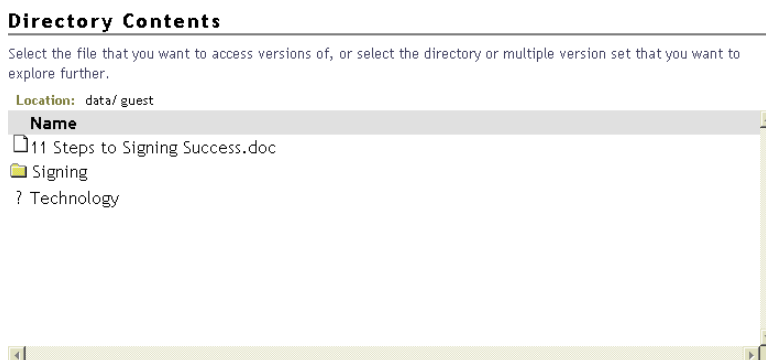 Directory Contents
Select the file that you want to access versions of, or select the directory or multiple version set that you want to
explore further.
Location: data/ guest
Name
11 Steps to Signing Success.doc
Signing
? Technology